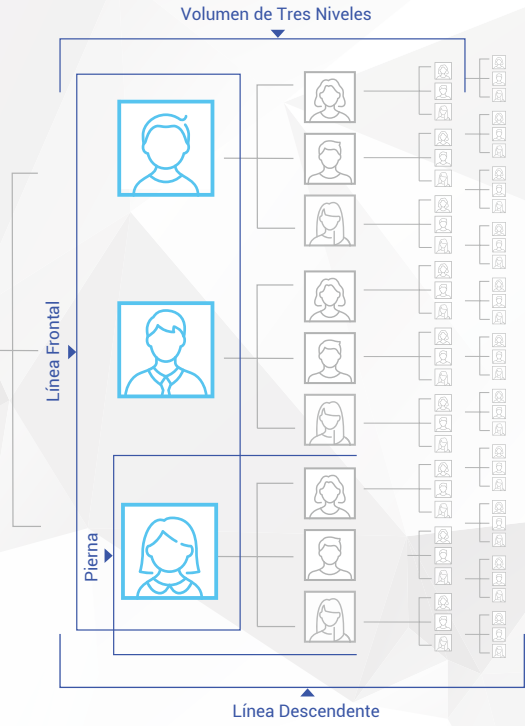 Volumen de Tres Niveles
Línea Frontal
Pierna
Línea Descendente